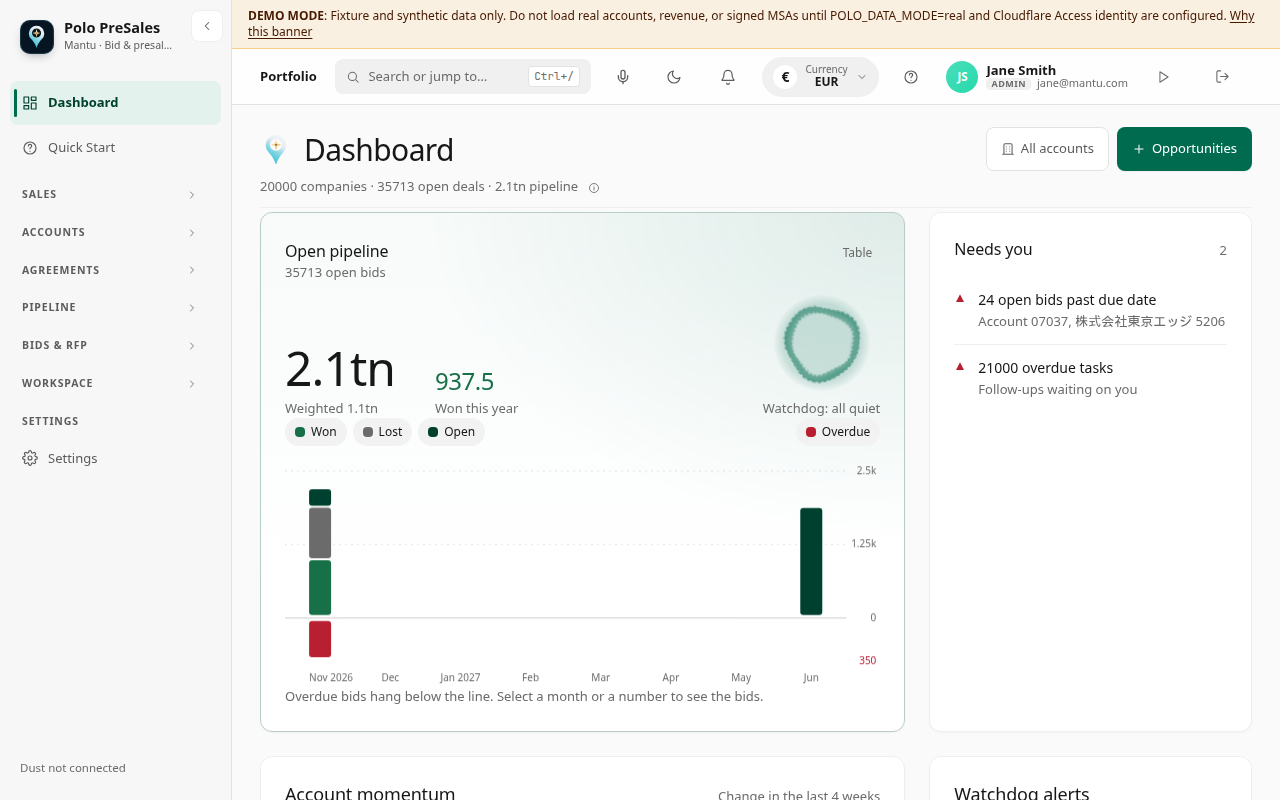 Polo PreSales
Mantu · Bid & presal...
Dashboard
Quick Start
SALES
ACCOUNTS
AGREEMENTS
PIPELINE
BIDS & RFP
WORKSPACE
SETTINGS
Settings
Dust not connected
DEMO MODE: Fixture and synthetic data only. Do not load real accounts, revenue, or signed MSAs until POLO_DATA_MODE=real and Cloudflare Access identity are configured. Why
this banner
Portfolio
Search or jump to...
Ctrl+/
€
Currency
EUR
JS
Jane Smith
ADMIN jane@mantu.com
Dashboard
All accounts
Opportunities
20000 companies · 35713 open deals · 2.1tn pipeline
Open pipeline
35713 open bids
Table
2.1tn
Weighted 1.1tn
937.5
Won this year
Watchdog: all quiet
Won
Lost
Open
Overdue
2.5k
1.25k
0
350
Nov 2026 Dec Jan 2027 Feb Mar Apr May Jun
Overdue bids hang below the line. Select a month or a number to see the bids.
Needs you
2
24 open bids past due date
Account 07037, 株式会社東京エッジ 5206
21000 overdue tasks
Follow-ups waiting on you
Account momentum
Change in the last 4 weeks
Watchdog alerts